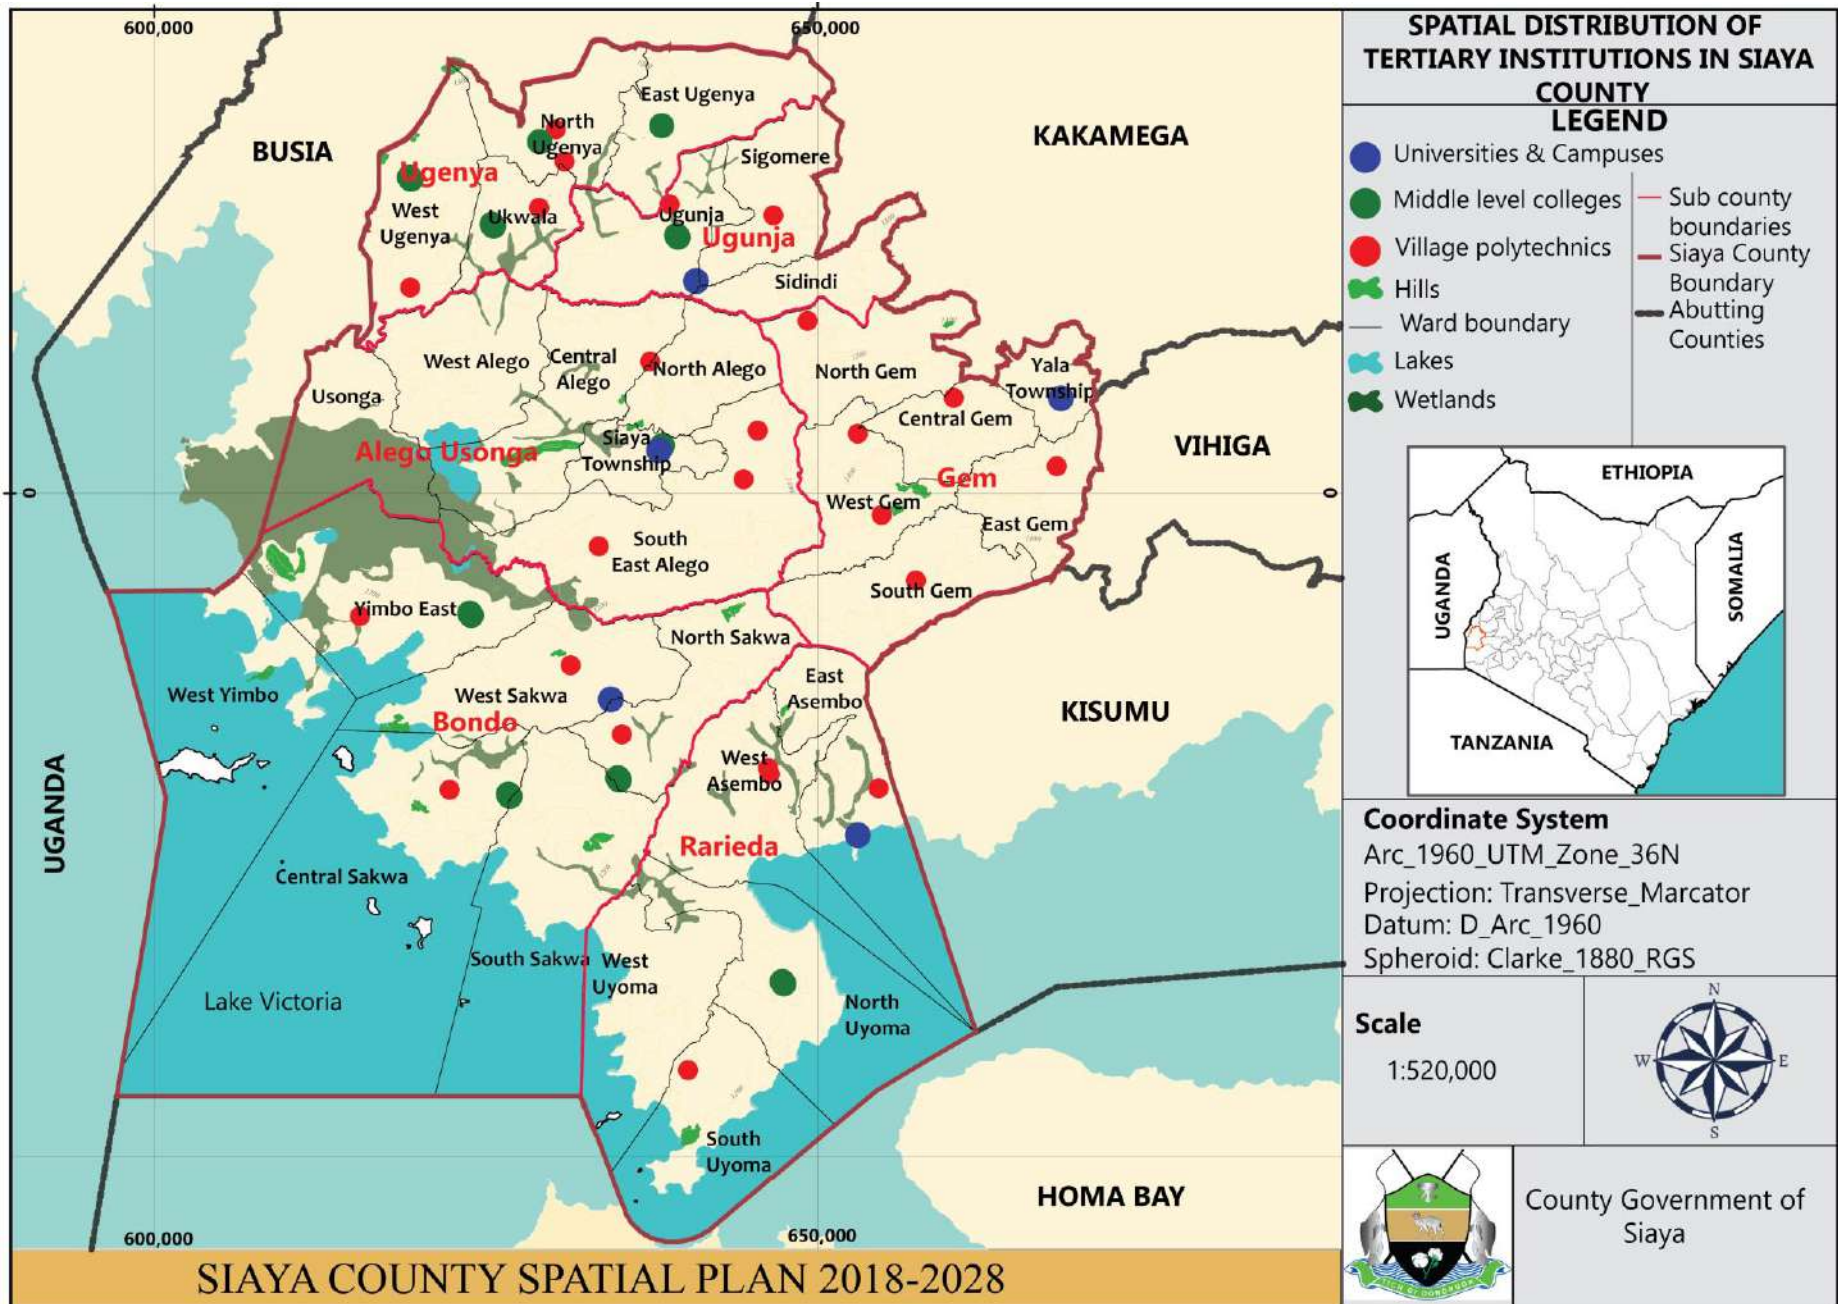 600,000
650,000
BUSIA
KAKAMEGA
East Ugenya
North
Ugenya
Sigomere
Ugenya
West
Ugenya
Ukwala
Ugunja
Ugunja
Sidindi
West Alego
Central
Alego
North Alego
North Gem
Yala
Township
Usonga
Central Gem
Siaya
Township
Alego Usonga
VIHIGA
Gem
West Gem
East Gem
0
0
South
East Alego
South Gem
Yimbo East
North Sakwa
West Yimbo
West Sakwa
East
Asembo
Bondo
KISUMU
West
Asembo
UGANDA
Rarieda
Central Sakwa
South Sakwa
West
Uyoma
Lake Victoria
North
Uyoma
South
Uyoma
HOMA BAY
600,000
650,000
SIAYA COUNTY SPATIAL PLAN 2018-2028
SPATIAL DISTRIBUTION OF
TERTIARY INSTITUTIONS IN SIAYA
COUNTY
LEGEND
Universities & Campuses
Middle level colleges
Village polytechnics
Hills
Ward boundary
Lakes
Wetlands
Sub county
boundaries
Siaya County
Boundary
Abutting
Counties
ETHIOPIA
UGANDA
SOMALIA
TANZANIA
Coordinate System
Arc_1960_UTM_Zone_36N
Projection: Transverse_Marcator
Datum: D_Arc_1960
Spheroid: Clarke_1880_RGS
Scale
1:520,000
N
W
E
S
County Government of
Siaya